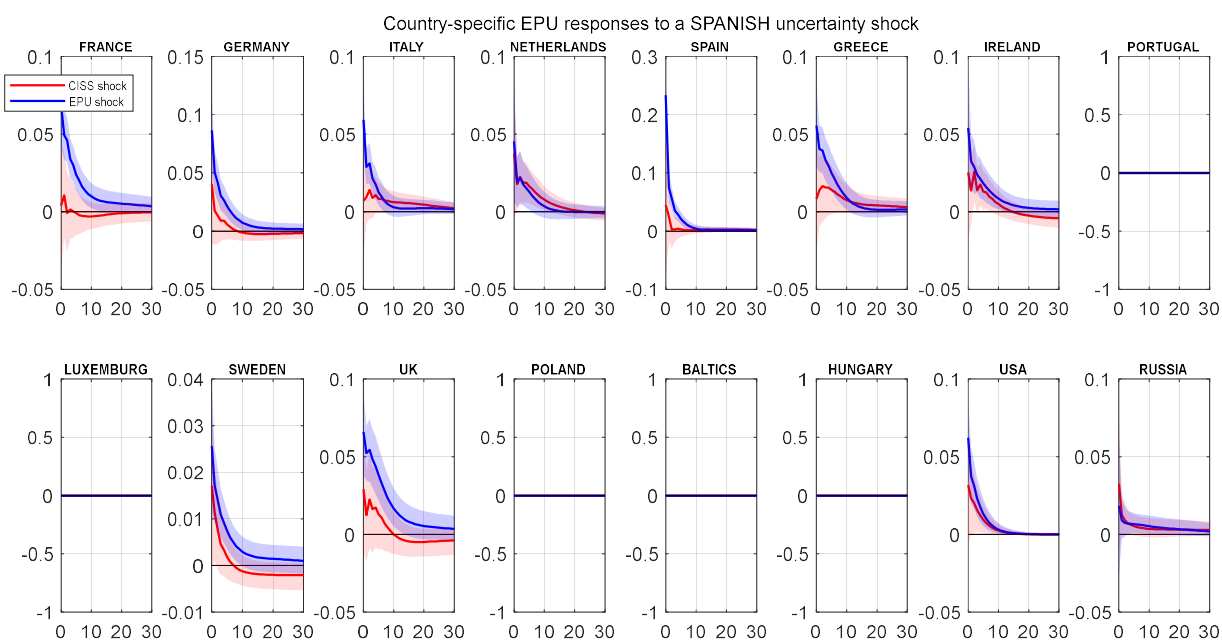 Country-specific EPU responses to a SPANISH uncertainty shock
FRANCE
0.1
0.05
0
-0.05
0 10 20 30
CISS shock
EPU shock
GERMANY
0.15
0.1
0.05
0
-0.05
0 10 20 30
ITALY
0.1
0.05
0
-0.05
0 10 20 30
NETHERLANDS
0.1
0.05
0
-0.05
0 10 20 30
SPAIN
0.3
0.2
0.1
0
-0.1
0 10 20 30
GREECE
0.1
0.05
0
-0.05
0 10 20 30
IRELAND
0.1
0.05
0
-0.05
0 10 20 30
PORTUGAL
1
0.5
0
-0.5
-1
0 10 20 30
LUXEMBURG
1
0.5
0
-0.5
-1
0 10 20 30
SWEDEN
0.04
0.03
0.02
0.01
0
-0.01
0 10 20 30
UK
0.1
0.05
0
-0.05
0 10 20 30
POLAND
1
0.5
0
-0.5
-1
0 10 20 30
BALTICS
1
0.5
0
-0.5
-1
0 10 20 30
HUNGARY
1
0.5
0
-0.5
-1
0 10 20 30
USA
0.1
0.05
0
-0.05
0 10 20 30
RUSSIA
0.1
0.05
0
-0.05
0 10 20 30